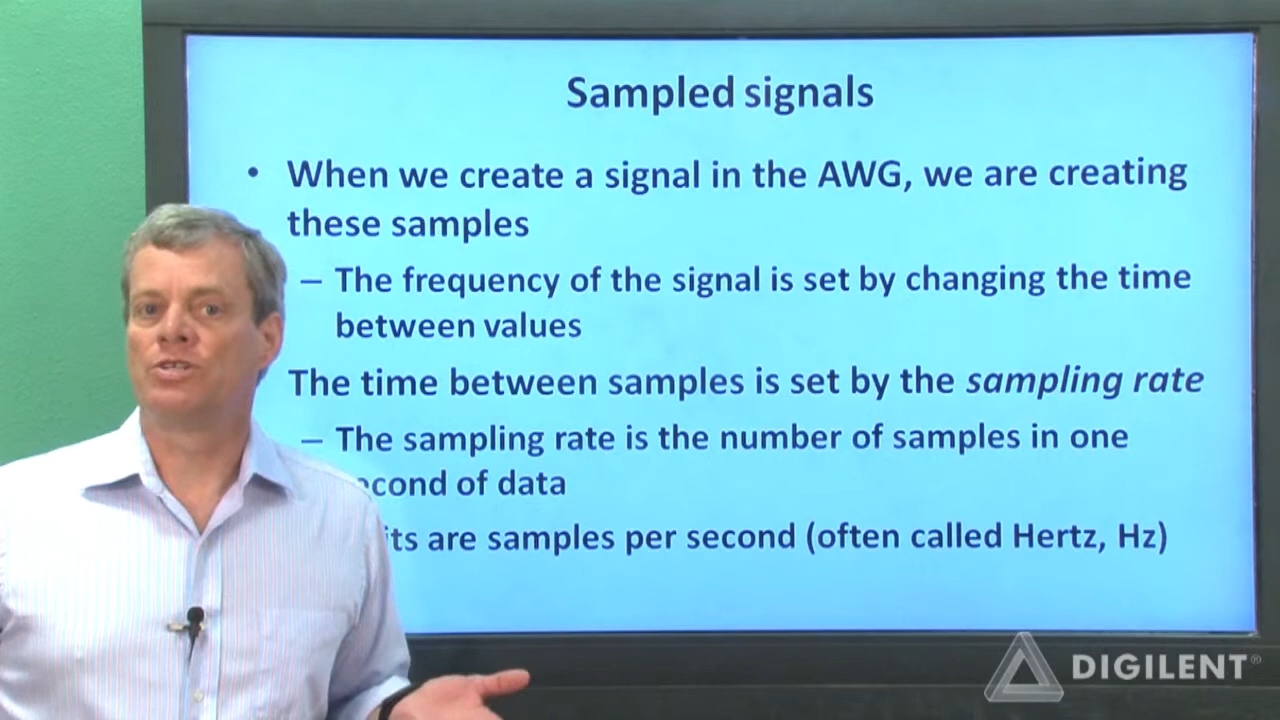 Sampled signals
• When we create a signal in the AWG, we are creating
these samples
– The frequency of the signal is set by changing the time
between values
The time between samples is set by the sampling rate
– The sampling rate is the number of samples in one
of data
are samples per second (often called Hertz, Hz)
DIGILENT®